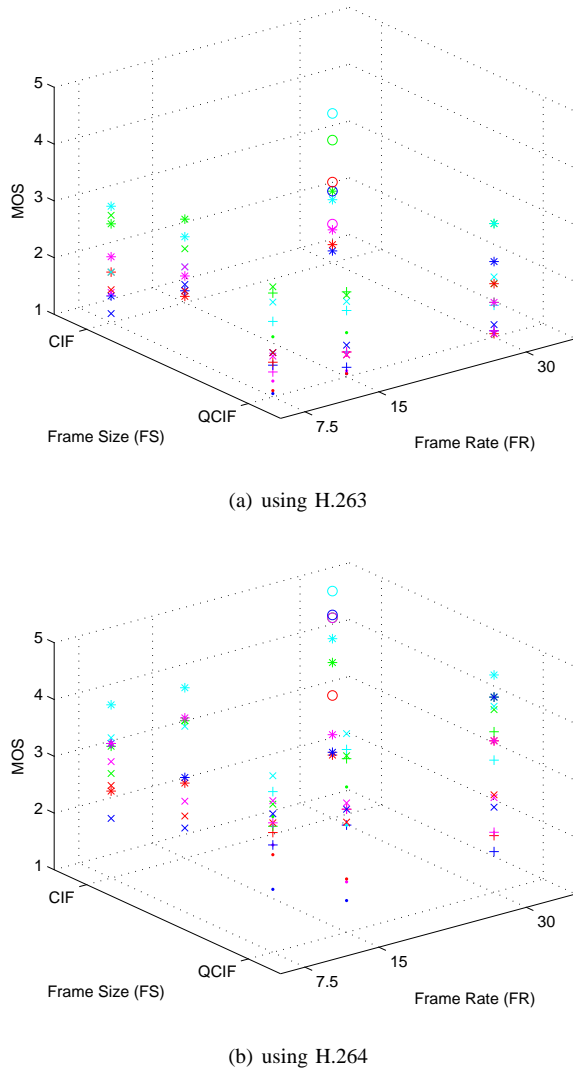 5
4
3
2
1
MOS
CIF
QCIF
Frame Size (FS)
7.5
15
30
Frame Rate (FR)
(a) using H.263
5
4
3
2
1
MOS
CIF
QCIF
Frame Size (FS)
7.5
15
30
Frame Rate (FR)
(b) using H.264